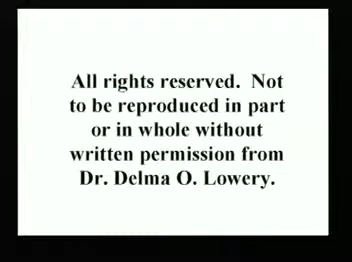 All rights reserved.  Not
to be reproduced in part
or in whole without
written permission from
Dr. Delma O. Lowery.